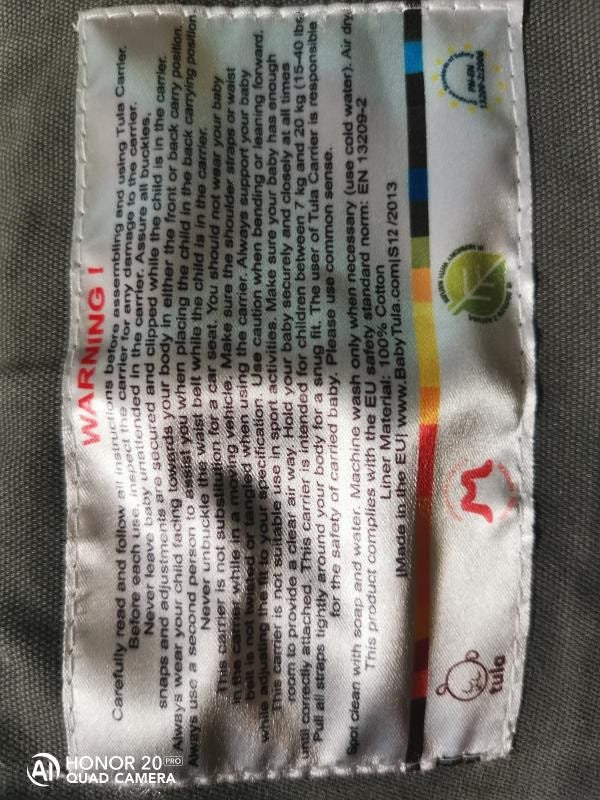 WARNING !
Carefully read and follow all instructions before assembling and using Tula Carrier.
Before each use, inspect the carrier for any damage to the carrier.
Never leave baby unattended in the carrier. Assure all buckles,
snaps and adjustments are secured and clipped while the child is in the carrier.
Always wear your child facing towards your body in either the front or back carry position.
Always use a second person to assist you when placing the child in the back carrying position.
Never unbuckle the waist belt while the child is in the carrier.
This carrier is not substitution for a car seat. You should not wear your baby
in the carrier while in a moving vehicle. Make sure the shoulder straps or waist
belt is not twisted or tangled when using the carrier. Always support your baby
while adjusting the fit to your specification. Use caution when bending or leaning forward.
This carrier is not suitable use in sport activities. Make sure your baby has enough
room to provide a clear air way. Hold your baby securely and closely at all times
until correctly attached. This carrier is intended for children between 7 kg and 20 kg (15-40 lbs
Pull all straps tightly around your body for a snug fit. The user of Tula Carrier is responsible
for the safety of carried baby. Please use common sense.
Spot clean with soap and water. Machine wash only when necessary (use cold water). Air dry.
This product complies with the EU safety standard norm: EN 13209-2
Liner Material: 100% Cotton
|Made in the EU| www.BabyTula.com|S12 /2013
tula
PN-EN
13209-2:2006
HONOR 20 PRO
AI QUAD CAMERA